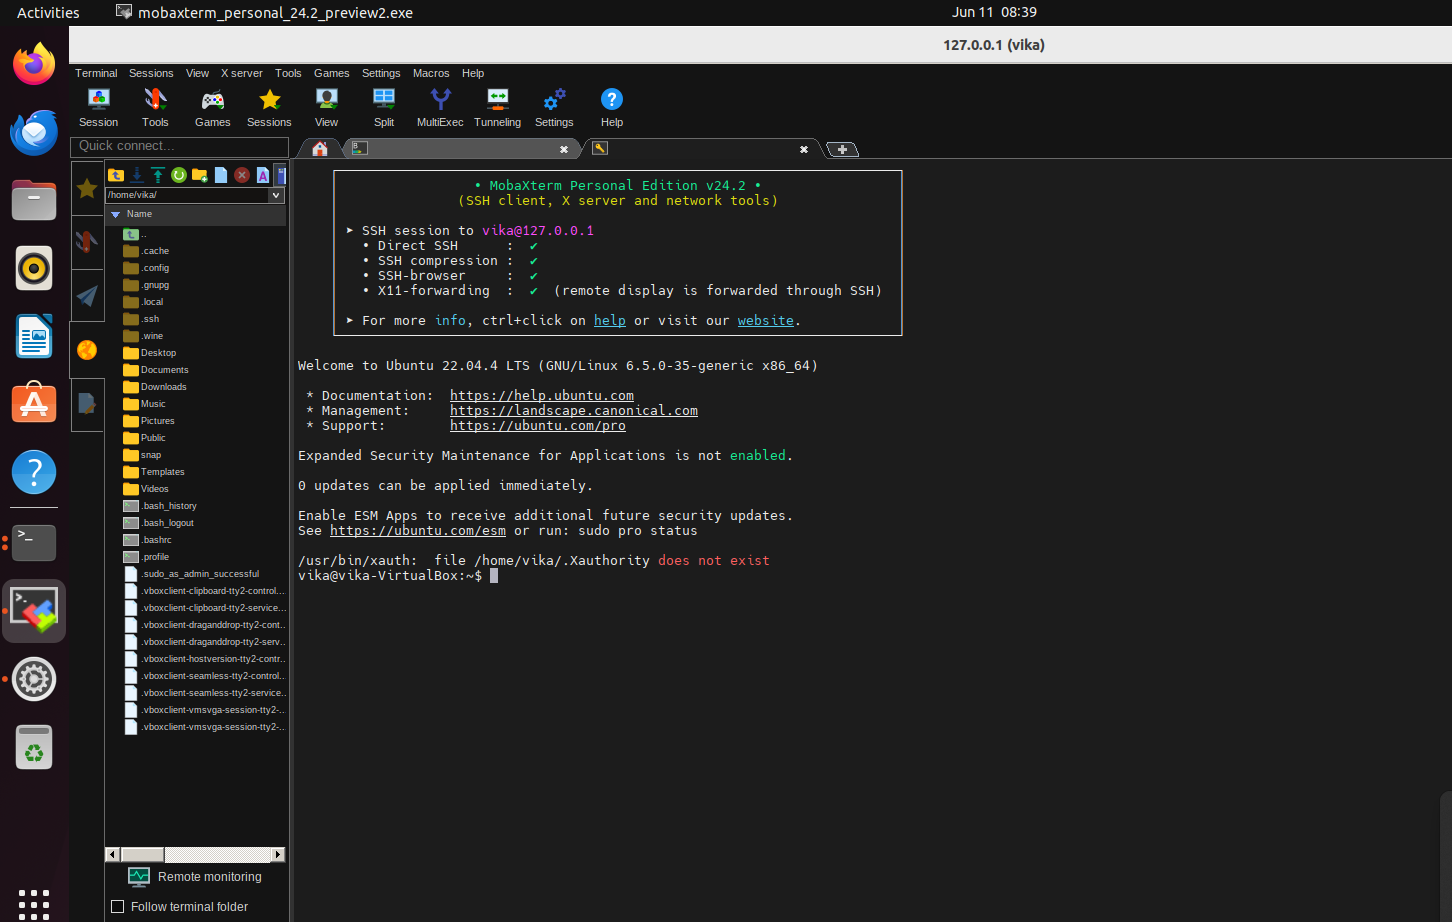 Activities
mobaxterm_personal_24.2_preview2.exe
Jun 11 08:39
127.0.0.1 (vika)
Terminal Sessions View X server Tools Games Settings Macros Help
Session Tools Games Sessions View Split MultiExec Tunneling Settings Help
Quick connect...
/home/vika/
Name
..
.cache
.config
.gnupg
.local
.ssh
.wine
Desktop
Documents
Downloads
Music
Pictures
Public
snap
Templates
Videos
.bash_history
.bash_logout
.bashrc
.profile
.sudo_as_admin_successful
.vboxclient-clipboard-tty2-control...
.vboxclient-clipboard-tty2-service...
.vboxclient-draganddrop-tty2-cont...
.vboxclient-draganddrop-tty2-serv...
.vboxclient-hostversion-tty2-contr...
.vboxclient-seamless-tty2-control...
.vboxclient-seamless-tty2-service...
.vboxclient-vmsvga-session-tty2-...
.vboxclient-vmsvga-session-tty2-...
Remote monitoring
Follow terminal folder
• MobaXterm Personal Edition v24.2 •
(SSH client, X server and network tools)
➤ SSH session to vika@127.0.0.1
• Direct SSH : ✔
• SSH compression : ✔
• SSH-browser : ✔
• X11-forwarding : ✔ (remote display is forwarded through SSH)
➤ For more info, ctrl+click on help or visit our website.
Welcome to Ubuntu 22.04.4 LTS (GNU/Linux 6.5.0-35-generic x86_64)
* Documentation: https://help.ubuntu.com
* Management: https://landscape.canonical.com
* Support: https://ubuntu.com/pro
Expanded Security Maintenance for Applications is not enabled.
0 updates can be applied immediately.
Enable ESM Apps to receive additional future security updates.
See https://ubuntu.com/esm or run: sudo pro status
/usr/bin/xauth: file /home/vika/.Xauthority does not exist
vika@vika-VirtualBox:~$